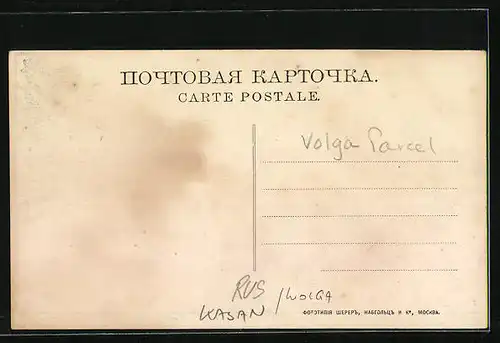 ПОЧТОВАЯ КАРТОЧКА.
CARTE POSTALE.
Volga Parcel
RUS /WOLGA
KASAN
ФОТОТИПІЯ ШЕРЕРЪ, НАБГОЛЬЦЪ И Кº, МОСКВА.